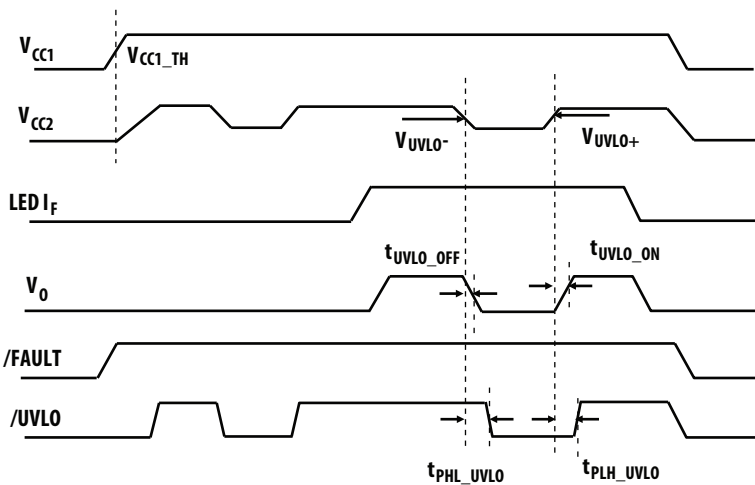 VCC1
VCC1_TH
VCC2
VUVLO-
VUVLO+
LED IF
tUVLO_OFF
tUVLO_ON
VO
/FAULT
/UVLO
tPHL_UVLO
tPLH_UVLO